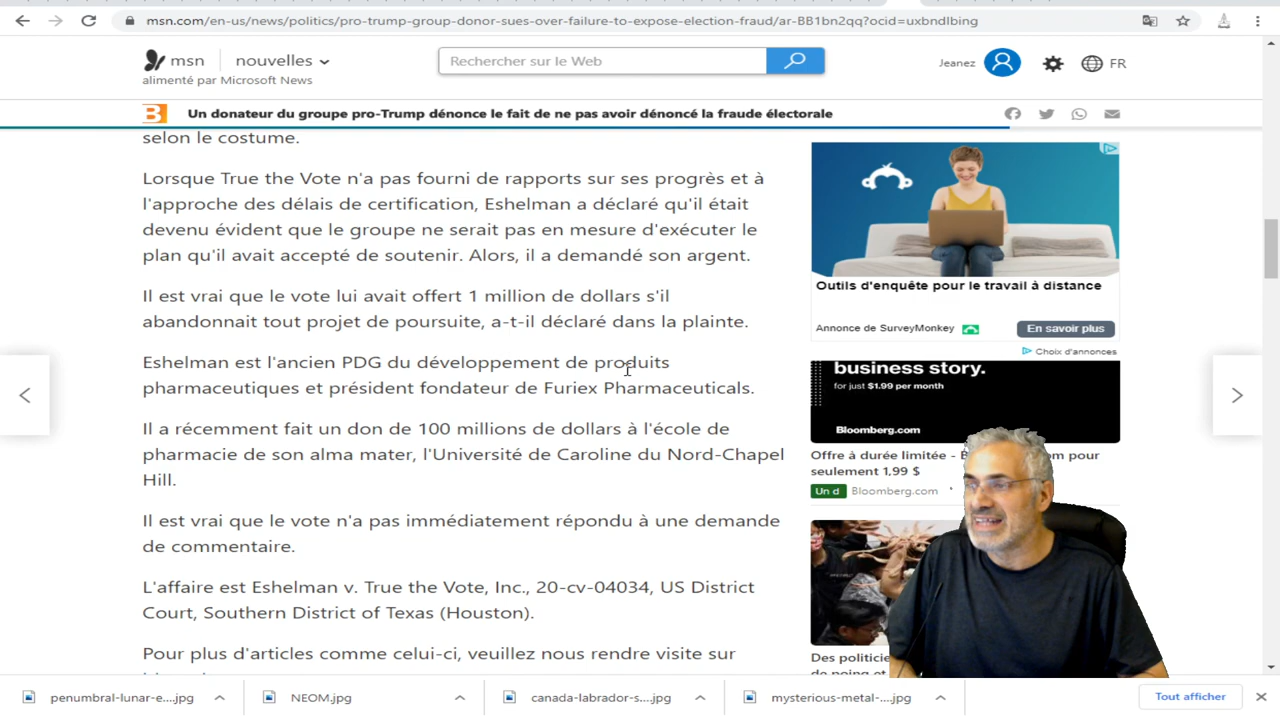 msn.com/en-us/news/politics/pro-trump-group-donor-sues-over-failure-to-expose-election-fraud/ar-BB1bn2qq?ocid=uxbndlbing
msn
nouvelles
alimenté par Microsoft News
Rechercher sur le Web
Jeanez
FR
B
Un donateur du groupe pro-Trump dénonce le fait de ne pas avoir dénoncé la fraude électorale
selon le costume.
Lorsque True the Vote n'a pas fourni de rapports sur ses progrès et à
l'approche des délais de certification, Eshelman a déclaré qu'il était
devenu évident que le groupe ne serait pas en mesure d'exécuter le
plan qu'il avait accepté de soutenir. Alors, il a demandé son argent.
Il est vrai que le vote lui avait offert 1 million de dollars s'il
abandonnait tout projet de poursuite, a-t-il déclaré dans la plainte.
Eshelman est l'ancien PDG du développement de produits
pharmaceutiques et président fondateur de Furiex Pharmaceuticals.
Il a récemment fait un don de 100 millions de dollars à l'école de
pharmacie de son alma mater, l'Université de Caroline du Nord-Chapel
Hill.
Il est vrai que le vote n'a pas immédiatement répondu à une demande
de commentaire.
L'affaire est Eshelman v. True the Vote, Inc., 20-cv-04034, US District
Court, Southern District of Texas (Houston).
Pour plus d'articles comme celui-ci, veuillez nous rendre visite sur
Outils d'enquête pour le travail à distance
Annonce de SurveyMonkey
En savoir plus
Choix d'annonces
business story.
for just $1.99 per month
Bloomberg.com
Offre à durée limitée - B om pour
seulement 1,99 $
Un d
Bloomberg.com
Des politicie
penumbral-lunar-e....jpg
NEOM.jpg
canada-labrador-s....jpg
mysterious-metal-....jpg
Tout afficher